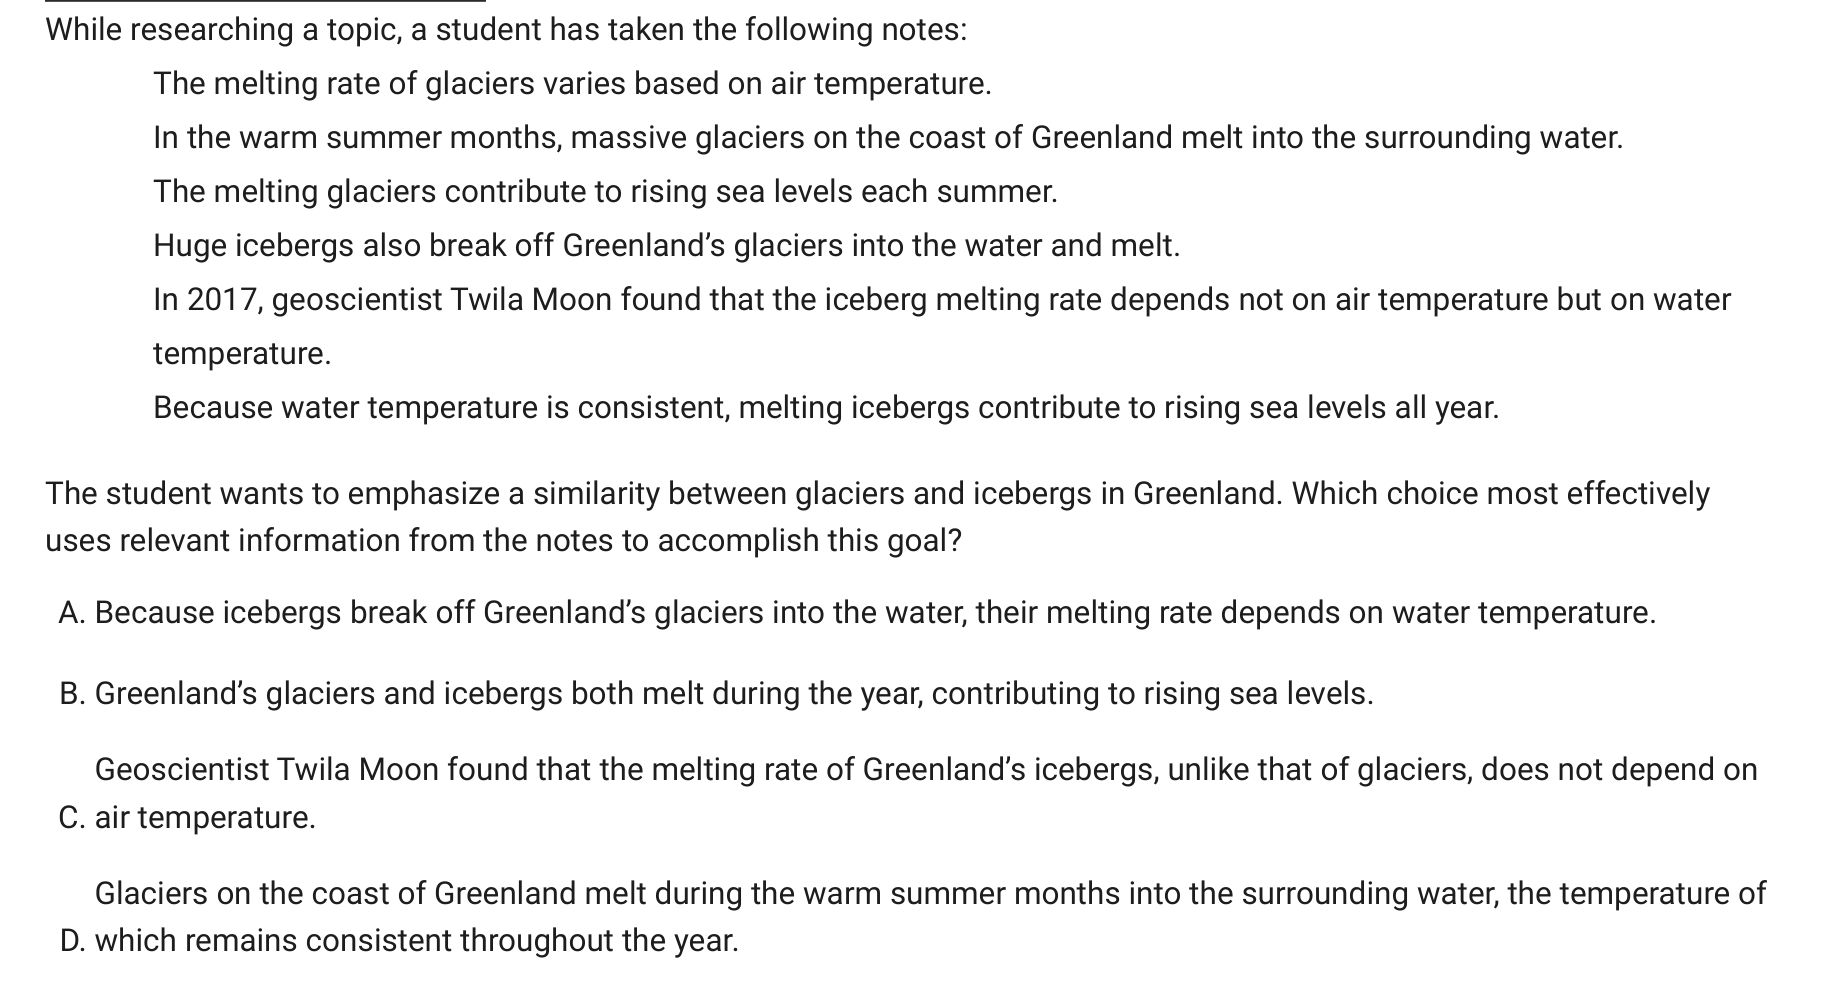 While researching a topic, a student has taken the following notes:
The melting rate of glaciers varies based on air temperature.
In the warm summer months, massive glaciers on the coast of Greenland melt into the surrounding water.
The melting glaciers contribute to rising sea levels each summer.
Huge icebergs also break off Greenland’s glaciers into the water and melt.
In 2017, geoscientist Twila Moon found that the iceberg melting rate depends not on air temperature but on water
temperature.
Because water temperature is consistent, melting icebergs contribute to rising sea levels all year.
The student wants to emphasize a similarity between glaciers and icebergs in Greenland. Which choice most effectively
uses relevant information from the notes to accomplish this goal?
A. Because icebergs break off Greenland’s glaciers into the water, their melting rate depends on water temperature.
B. Greenland’s glaciers and icebergs both melt during the year, contributing to rising sea levels.
Geoscientist Twila Moon found that the melting rate of Greenland’s icebergs, unlike that of glaciers, does not depend on
C. air temperature.
Glaciers on the coast of Greenland melt during the warm summer months into the surrounding water, the temperature of
D. which remains consistent throughout the year.